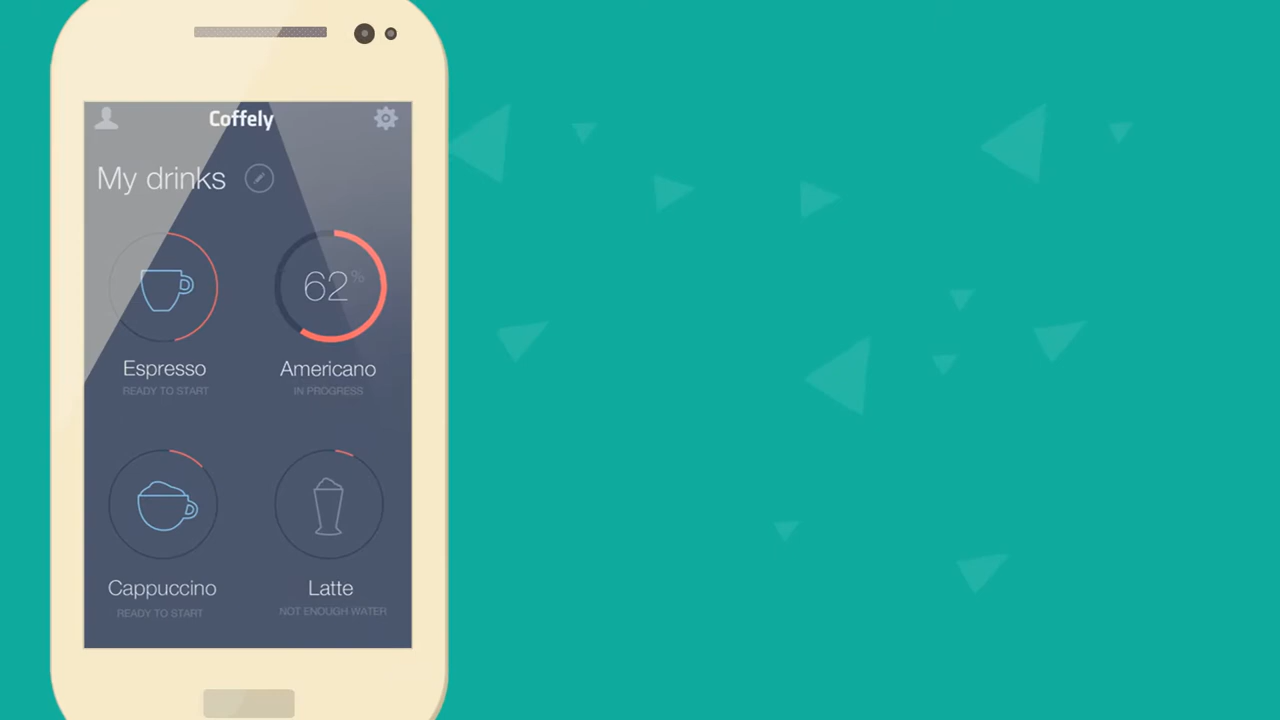 Coffely
My drinks
62%
Espresso
READY TO START
Americano
IN PROGRESS
Cappuccino
READY TO START
Latte
NOT ENOUGH WATER